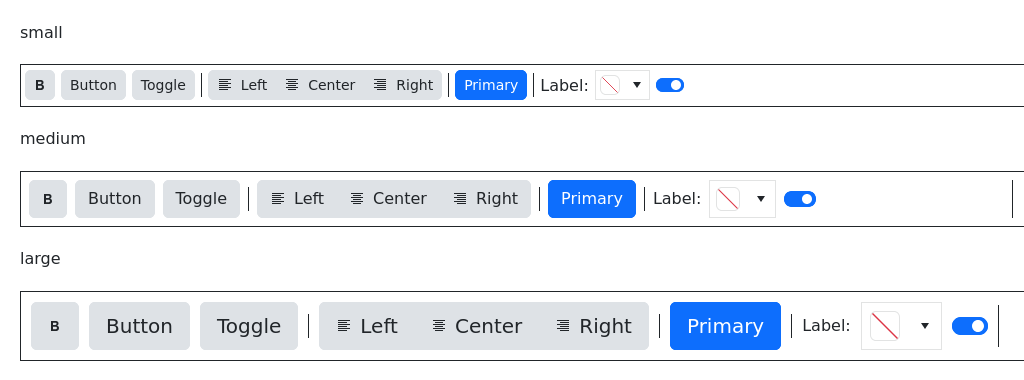 small
B Button Toggle Left Center Right Primary Label:
medium
B Button Toggle Left Center Right Primary Label:
large
B Button Toggle Left Center Right Primary Label: